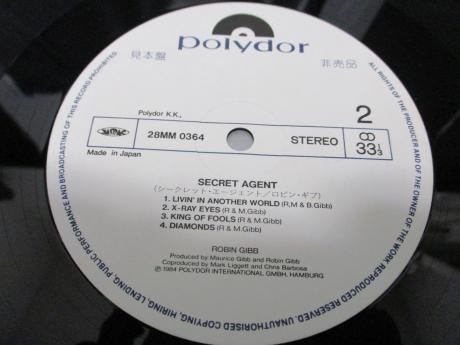 polydor
見本盤
非売品
Polydor K.K.,
2
28MM 0364
STEREO
33⅓
Made in Japan
SECRET AGENT
(シークレット・エージェント/ロビン・ギブ)
1. LIVIN' IN ANOTHER WORLD (R,M & B.Gibb)
2. X-RAY EYES (R & M.Gibb)
3. KING OF FOOLS (R & M.Gibb)
4. DIAMONDS (R & M.Gibb)
ROBIN GIBB
Produced by Maurice Gibb and Robin Gibb
Coproduced by Mark Liggett and Chris Barbosa
℗ 1984 POLYDOR INTERNATIONAL GMBH, HAMBURG
ALL RIGHTS OF THE PRODUCER AND OF THE OWNER OF THE WORK REPRODUCED RESERVED. UNAUTHORISED COPYING, HIRING, LENDING, PUBLIC PERFORMANCE AND BROADCASTING OF THIS RECORD PROHIBITED